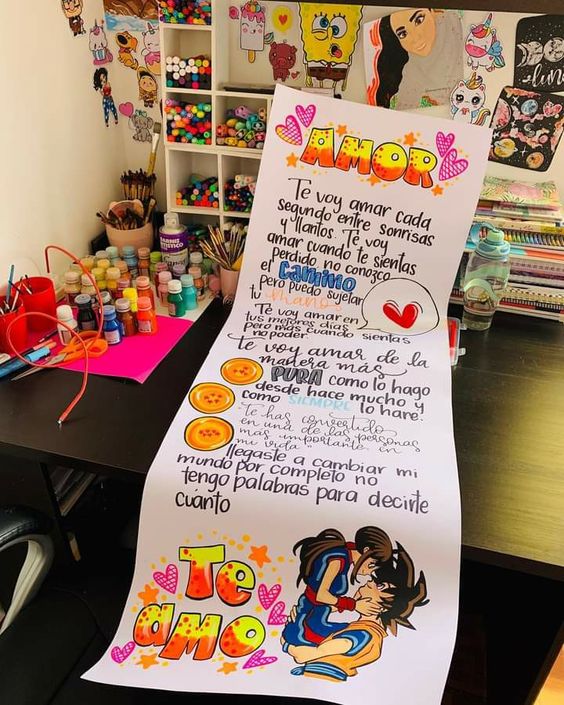 AMOR
Te voy amar cada
segundo entre sonrisas
y llantos. Te voy
amar cuando te sientas
perdido no conozco
el Camino
Pero puedo sujetar
tu mano
Te voy amar en
tus mejores días
Pero más cuando sientas
no poder.
te voy amar de la
manera más
PURA como lo hago
desde hace mucho y
como SIEMPRE lo haré.
"Te has convertido
en una de las personas
más importante en
mi vida"
llegaste a cambiar mi
mundo por completo no
tengo palabras para decirte
cuánto
Te
amo